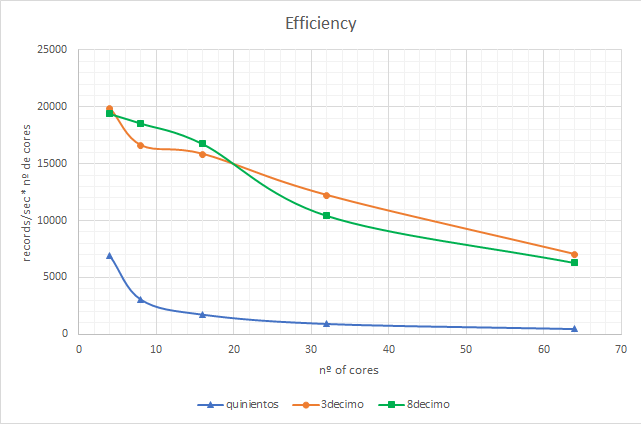 Efficiency
25000
20000
15000
10000
5000
0
records/sec * nº de cores
0 10 20 30 40 50 60 70
nº of cores
quinientos 3decimo 8decimo